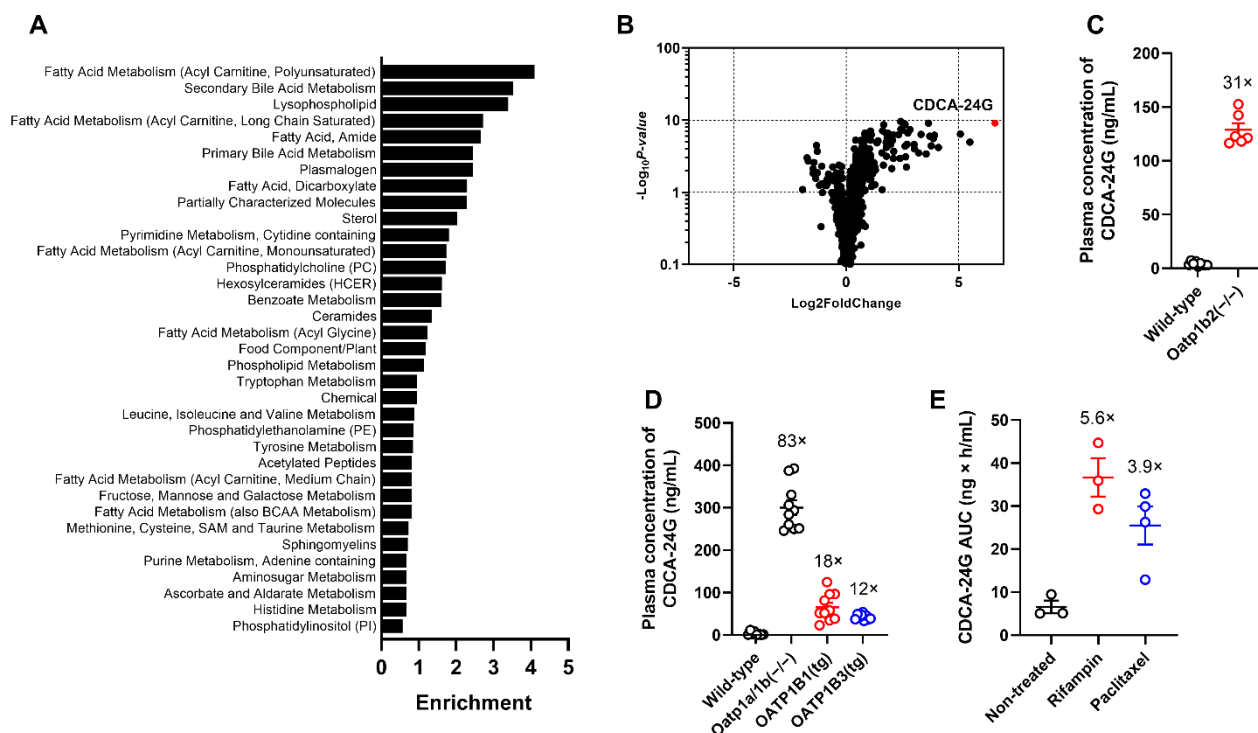 A
Fatty Acid Metabolism (Acyl Carnitine, Polyunsaturated)
Secondary Bile Acid Metabolism
Lysophospholipid
Fatty Acid Metabolism (Acyl Carnitine, Long Chain Saturated)
Fatty Acid, Amide
Primary Bile Acid Metabolism
Plasmalogen
Fatty Acid, Dicarboxylate
Partially Characterized Molecules
Sterol
Pyrimidine Metabolism, Cytidine containing
Fatty Acid Metabolism (Acyl Carnitine, Monounsaturated)
Phosphatidylcholine (PC)
Hexosylceramides (HCER)
Benzoate Metabolism
Ceramides
Fatty Acid Metabolism (Acyl Glycine)
Food Component/Plant
Phospholipid Metabolism
Tryptophan Metabolism
Chemical
Leucine, Isoleucine and Valine Metabolism
Phosphatidylethanolamine (PE)
Tyrosine Metabolism
Acetylated Peptides
Fatty Acid Metabolism (Acyl Carnitine, Medium Chain)
Fructose, Mannose and Galactose Metabolism
Fatty Acid Metabolism (also BCAA Metabolism)
Methionine, Cysteine, SAM and Taurine Metabolism
Sphingomyelins
Purine Metabolism, Adenine containing
Aminosugar Metabolism
Ascorbate and Aldarate Metabolism
Histidine Metabolism
Phosphatidylinositol (PI)
0 1 2 3 4 5
Enrichment
B
100
10
1
0.1
-Log10P-value
CDCA-24G
-5 0 5
Log2FoldChange
C
Plasma concentration of
CDCA-24G (ng/mL)
200
150
100
50
0
31×
Wild-type
Oatp1b2(−/−)
D
Plasma concentration of
CDCA-24G (ng/mL)
500
400
300
200
100
0
83×
18×
12×
Wild-type
Oatp1a/1b(−/−)
OATP1B1(tg)
OATP1B3(tg)
E
CDCA-24G AUC (ng × h/mL)
50
40
30
20
10
0
5.6×
3.9×
Non-treated
Rifampin
Paclitaxel